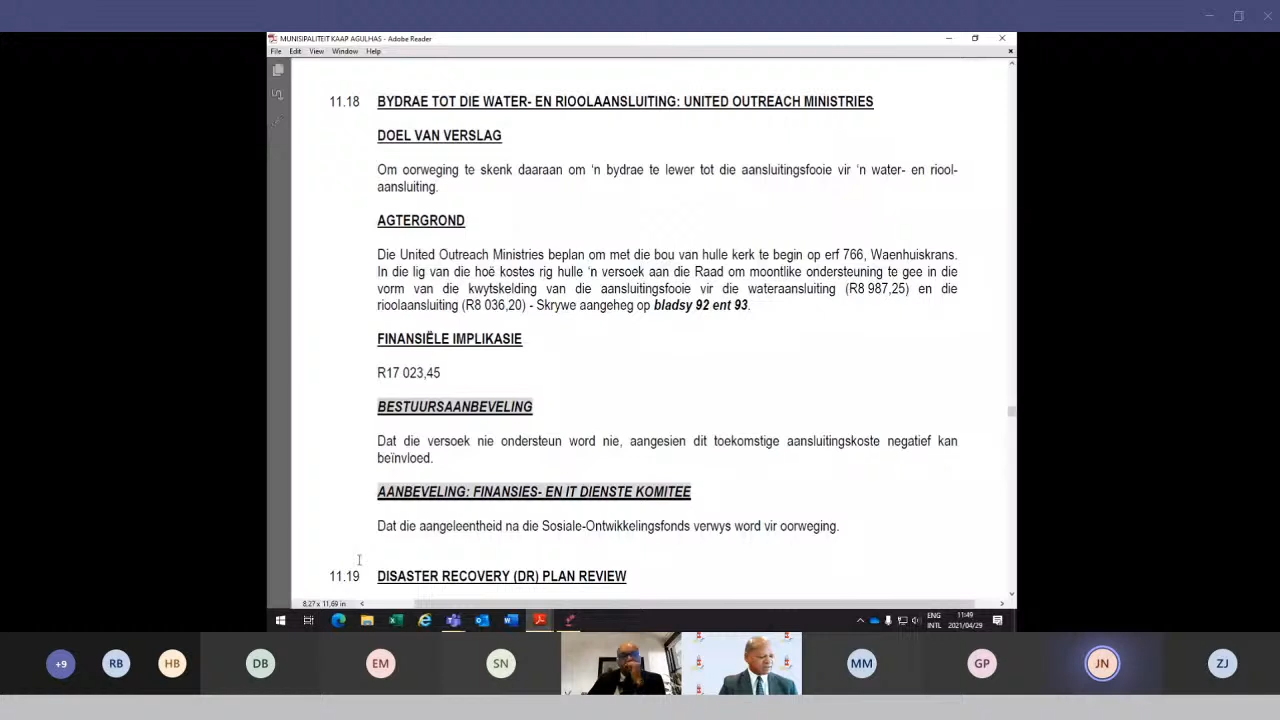 MUNISIPALITEIT KAAP AGULHAS - Adobe Reader
File Edit View Window Help
11.18 BYDRAE TOT DIE WATER- EN RIOOLAANSLUITING: UNITED OUTREACH MINISTRIES
DOEL VAN VERSLAG
Om oorweging te skenk daaraan om 'n bydrae te lewer tot die aansluitingsfooie vir 'n water- en riool-
aansluiting.
AGTERGROND
Die United Outreach Ministries beplan om met die bou van hulle kerk te begin op erf 766, Waenhuiskrans.
In die lig van die hoë kostes rig hulle 'n versoek aan die Raad om moontlike ondersteuning te gee in die
vorm van die kwytskelding van die aansluitingsfooie vir die wateraansluiting (R8 987,25) en die
rioolaansluiting (R8 036,20) - Skrywe aangeheg op bladsy 92 ent 93.
FINANSIËLE IMPLIKASIE
R17 023,45
BESTUURSAANBEVELING
Dat die versoek nie ondersteun word nie, aangesien dit toekomstige aansluitingskoste negatief kan
beïnvloed.
AANBEVELING: FINANSIES- EN IT DIENSTE KOMITEE
Dat die aangeleentheid na die Sosiale-Ontwikkelingsfonds verwys word vir oorweging.
11.19 DISASTER RECOVERY (DR) PLAN REVIEW
8,27 x 11,69 in
ENG 11:49
INTL 2021/04/29
+9 RB HB DB EM SN MM GP JN ZJ